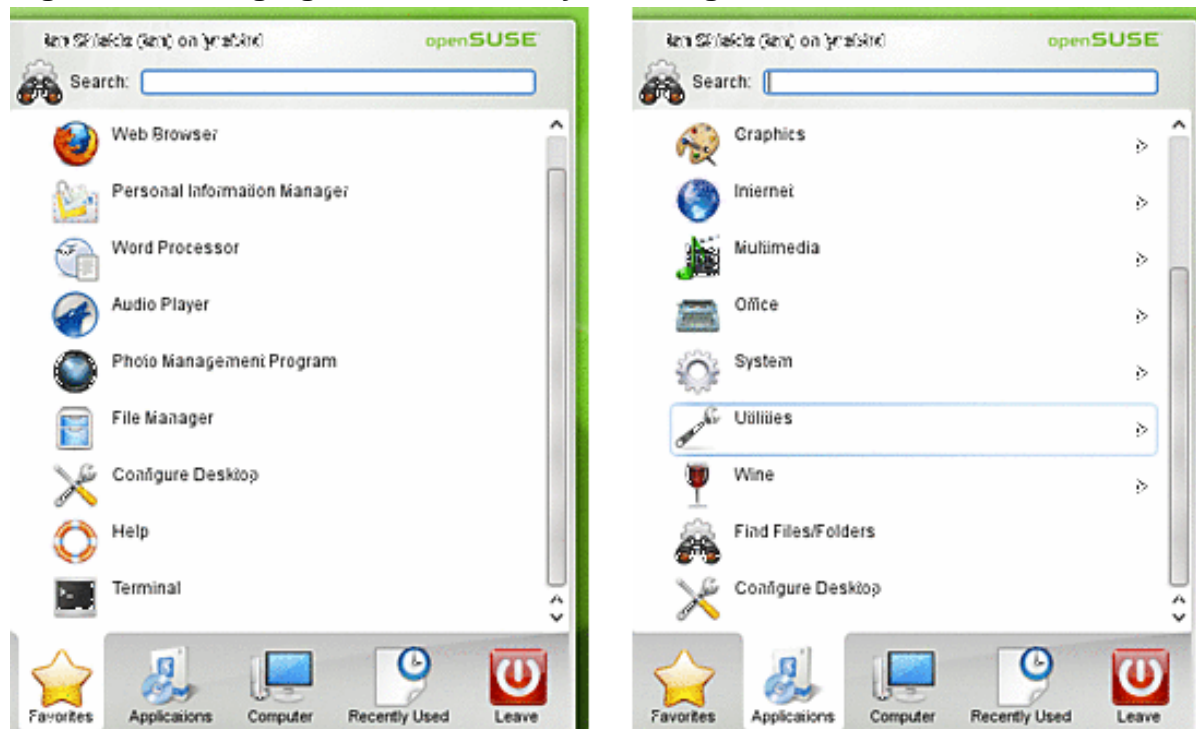 on
openSUSE
Search:
Web Browser
Personal Information Manager
Word Processor
Audio Player
Photo Management Program
File Manager
Configure Desktop
Help
Terminal
Favorites
Applications
Computer
Recently Used
Leave
on
openSUSE
Search:
Graphics
Internet
Multimedia
Office
System
Utilities
Wine
Find Files/Folders
Configure Desktop
Favorites
Applications
Computer
Recently Used
Leave